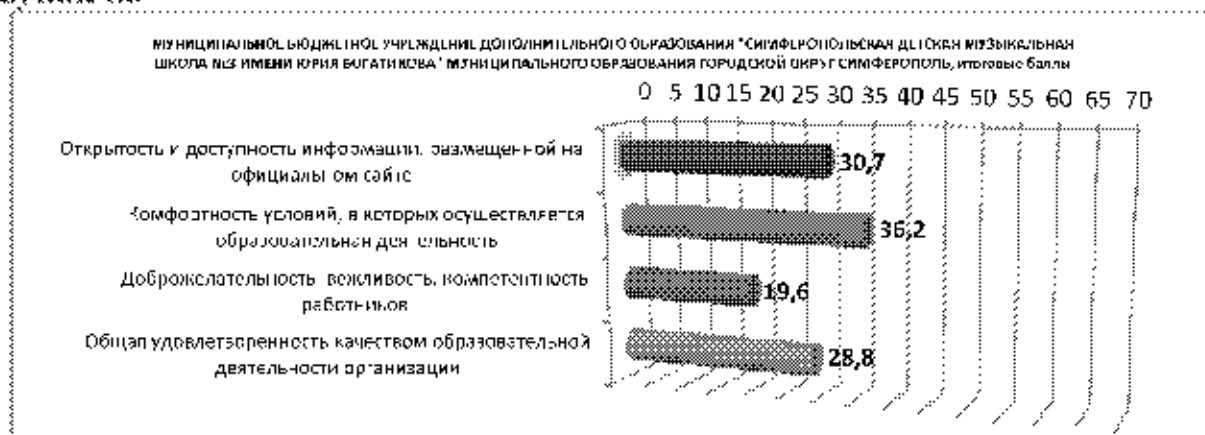 МУНИЦИПАЛЬНОЕ БЮДЖЕТНОЕ УЧРЕЖДЕНИЕ ДОПОЛНИТЕЛЬНОГО ОБРАЗОВАНИЯ "СИМФЕРОПОЛЬСКАЯ ДЕТСКАЯ МУЗЫКАЛЬНАЯ
ШКОЛА №3 ИМЕНИ ЮРИЯ БОГАТИКОВА" МУНИЦИПАЛЬНОГО ОБРАЗОВАНИЯ ГОРОДСКОЙ ОКРУГ СИМФЕРОПОЛЬ, итоговые баллы
0 5 10 15 20 25 30 35 40 45 50 55 60 65 70
Открытость и доступность информации, размещенной на
официальном сайте
30,7
Комфортность условий, в которых осуществляется
образовательная деятельность
36,2
Доброжелательность, вежливость, компетентность
работников
19,6
Общая удовлетворенность качеством образовательной
деятельности организации
28,8